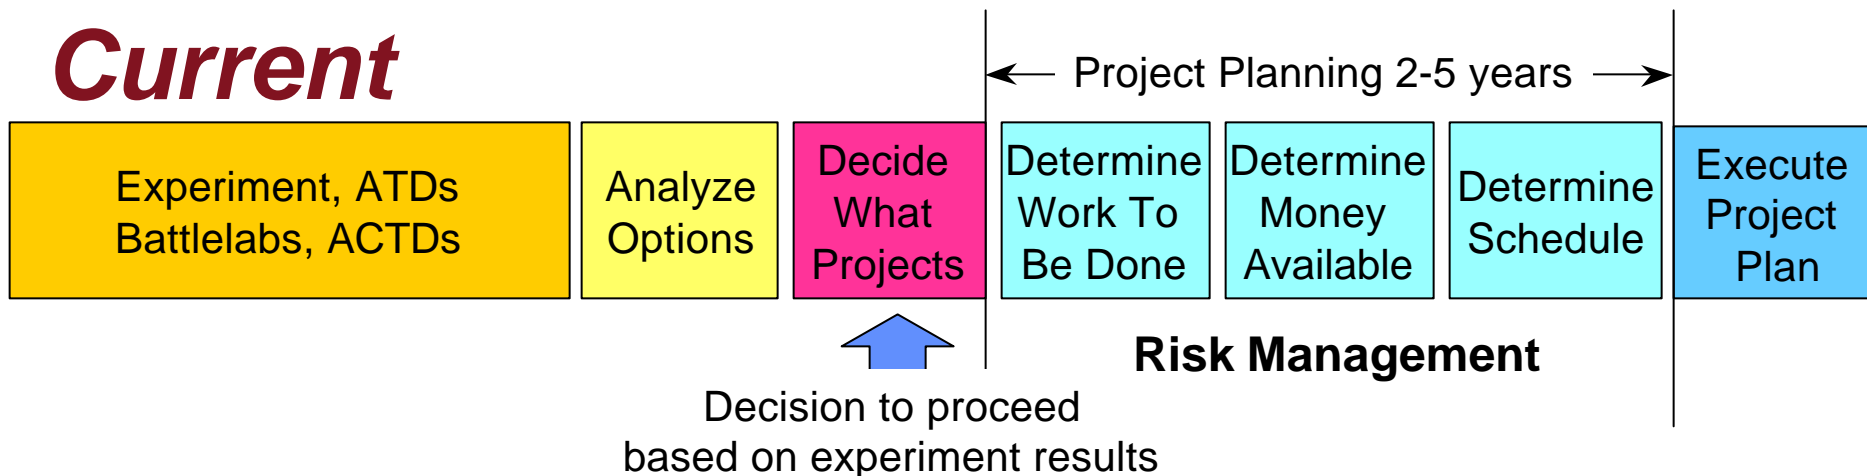 Current
Project Planning 2-5 years
Experiment, ATDs
Battlelabs, ACTDs
Analyze
Options
Decide
What
Projects
Determine
Work To
Be Done
Determine
Money
Available
Determine
Schedule
Execute
Project
Plan
Risk Management
Decision to proceed
based on experiment results